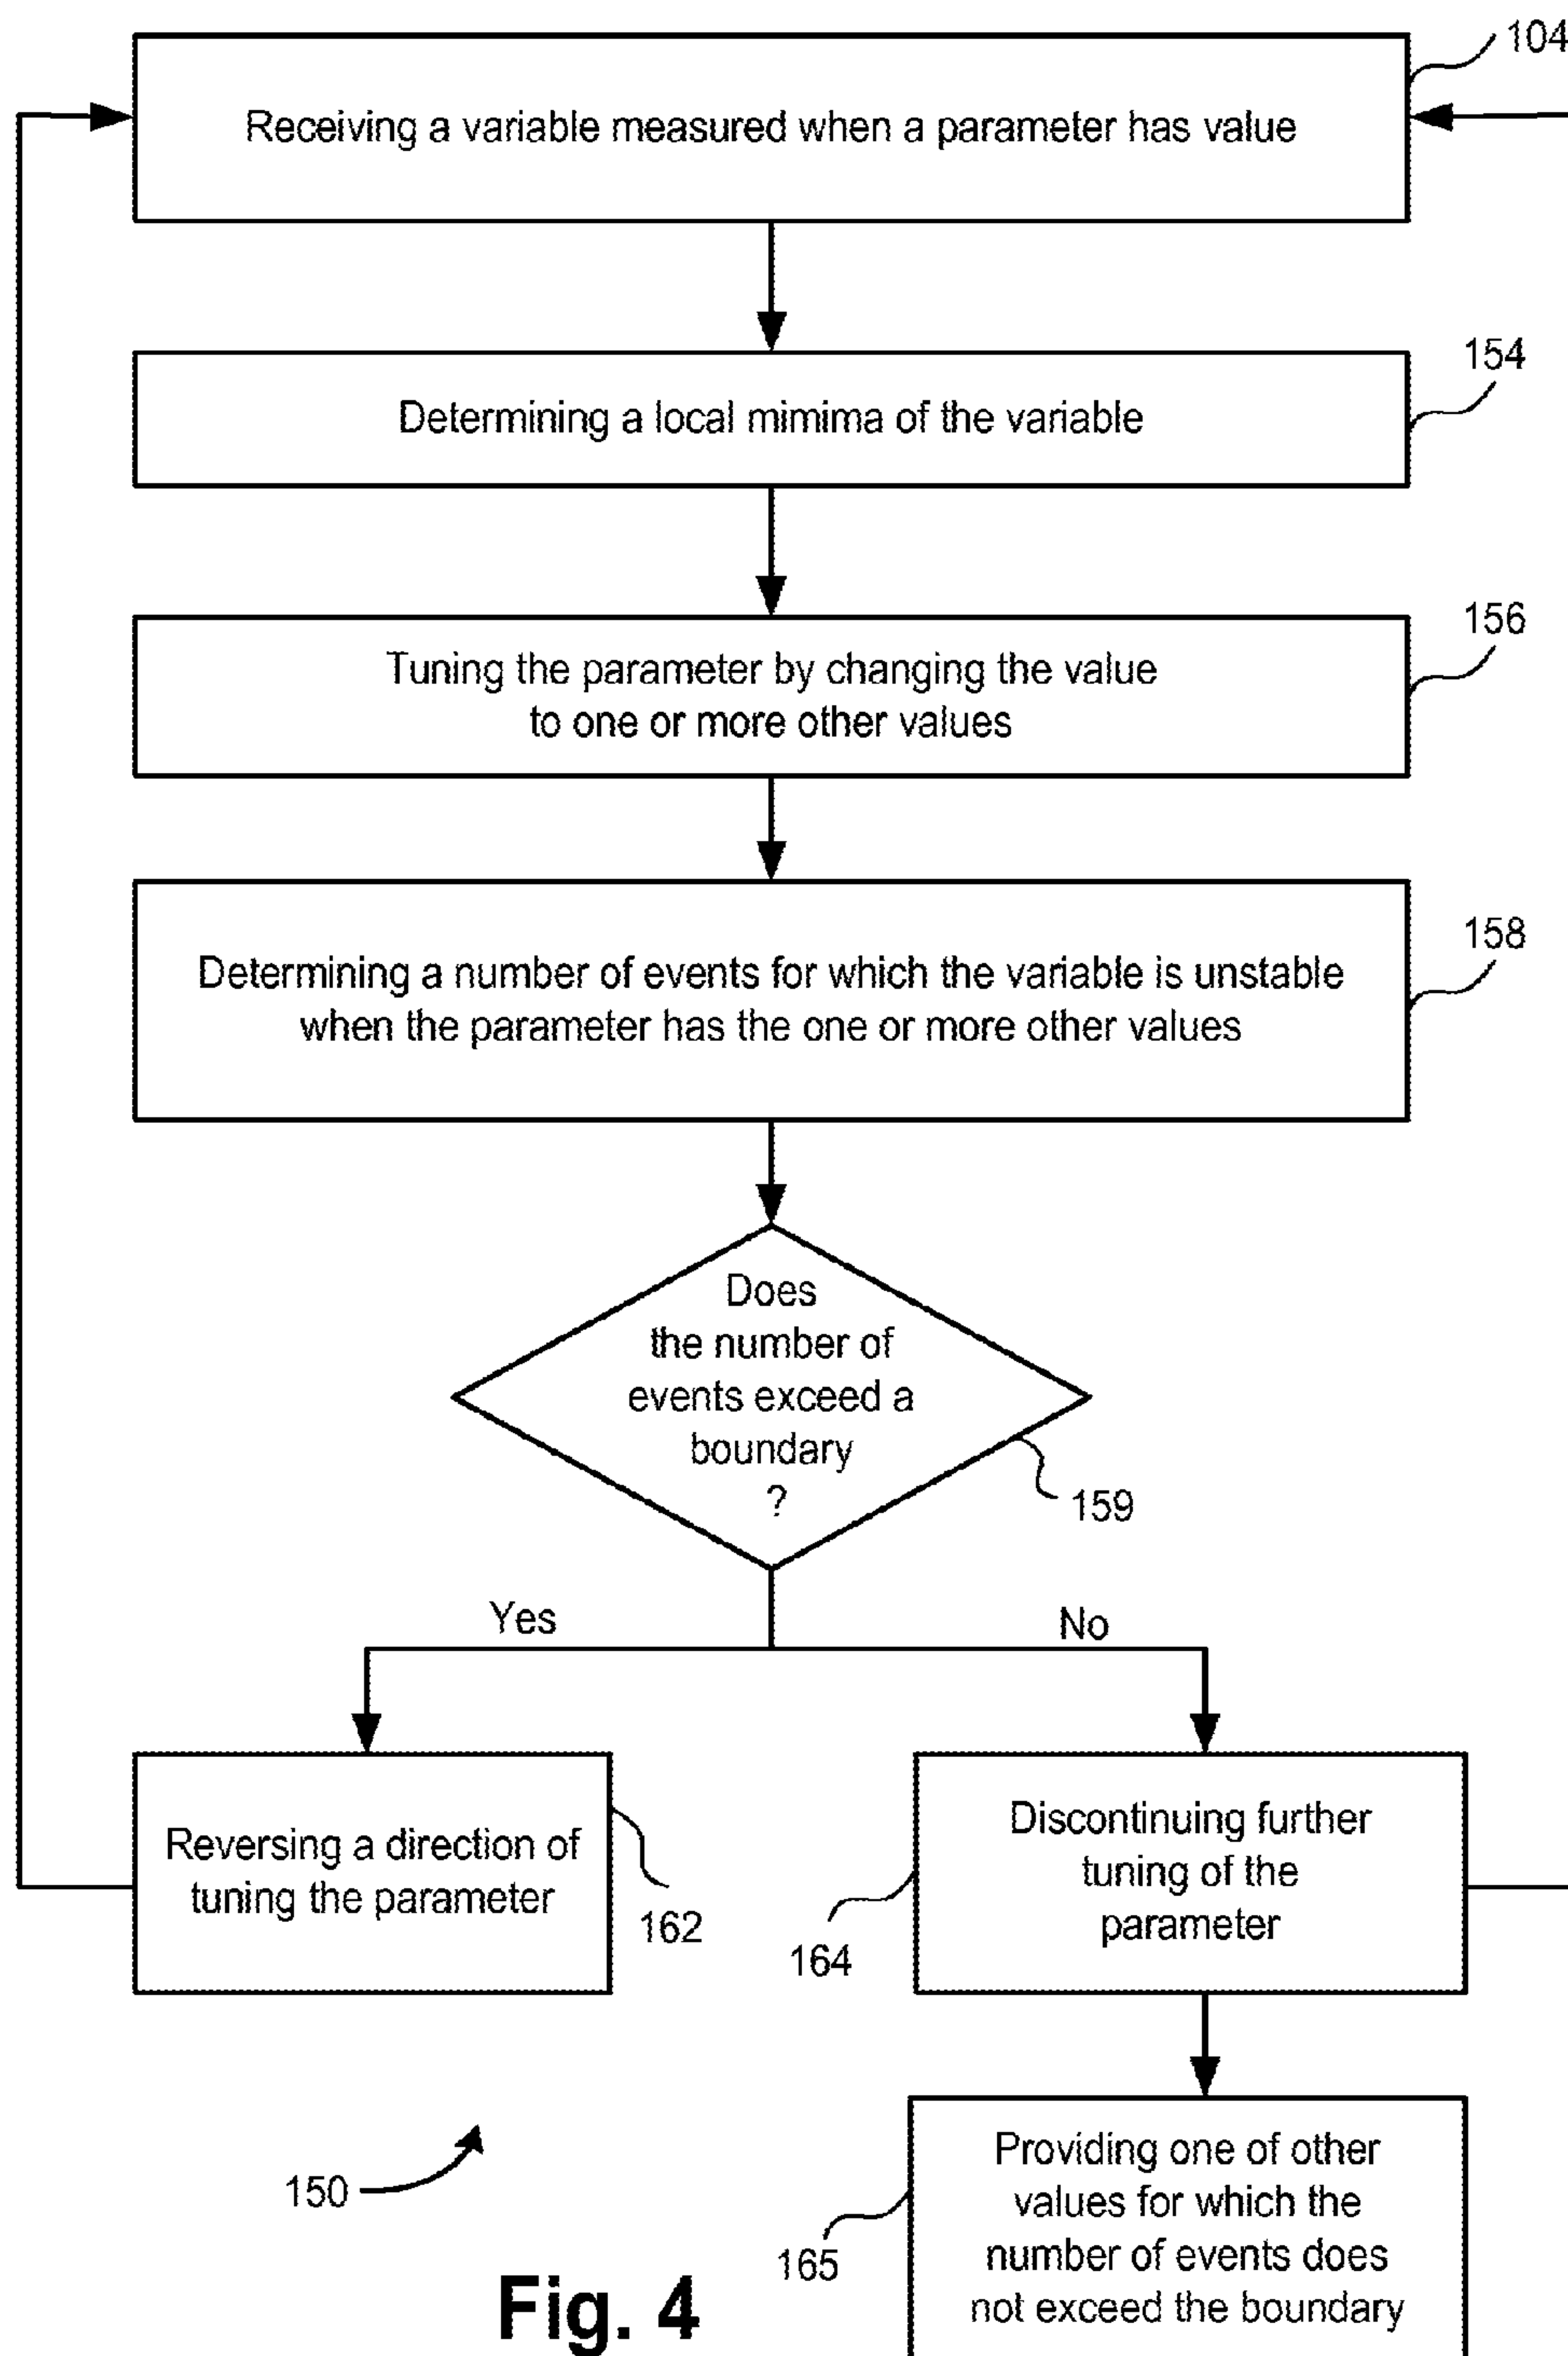 104
Receiving a variable measured when a parameter has value
154
Determining a local mimima of the variable
156
Tuning the parameter by changing the value
to one or more other values
158
Determining a number of events for which the variable is unstable
when the parameter has the one or more other values
Does
the number of
events exceed a
boundary
?
159
Yes
No
Reversing a direction of
tuning the parameter
162
Discontinuing further
tuning of the
parameter
164
Providing one of other
values for which the
number of events does
not exceed the boundary
165
150
Fig. 4